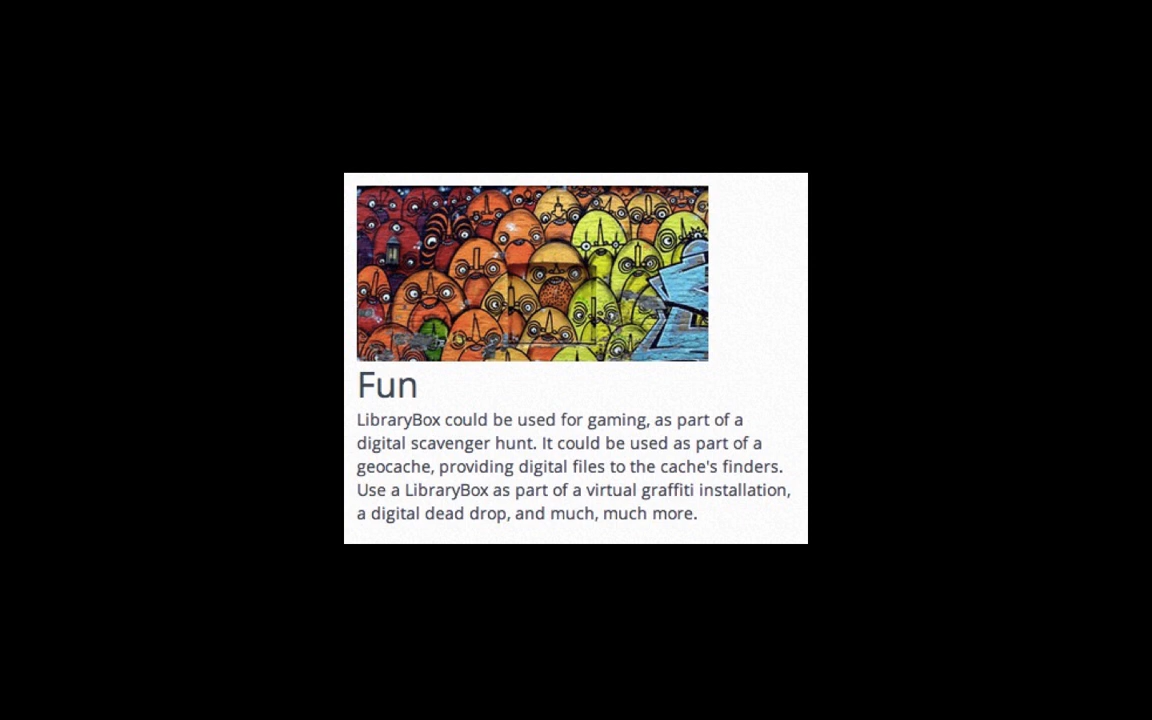 Fun
LibraryBox could be used for gaming, as part of a
digital scavenger hunt. It could be used as part of a
geocache, providing digital files to the cache's finders.
Use a LibraryBox as part of a virtual graffiti installation,
a digital dead drop, and much, much more.